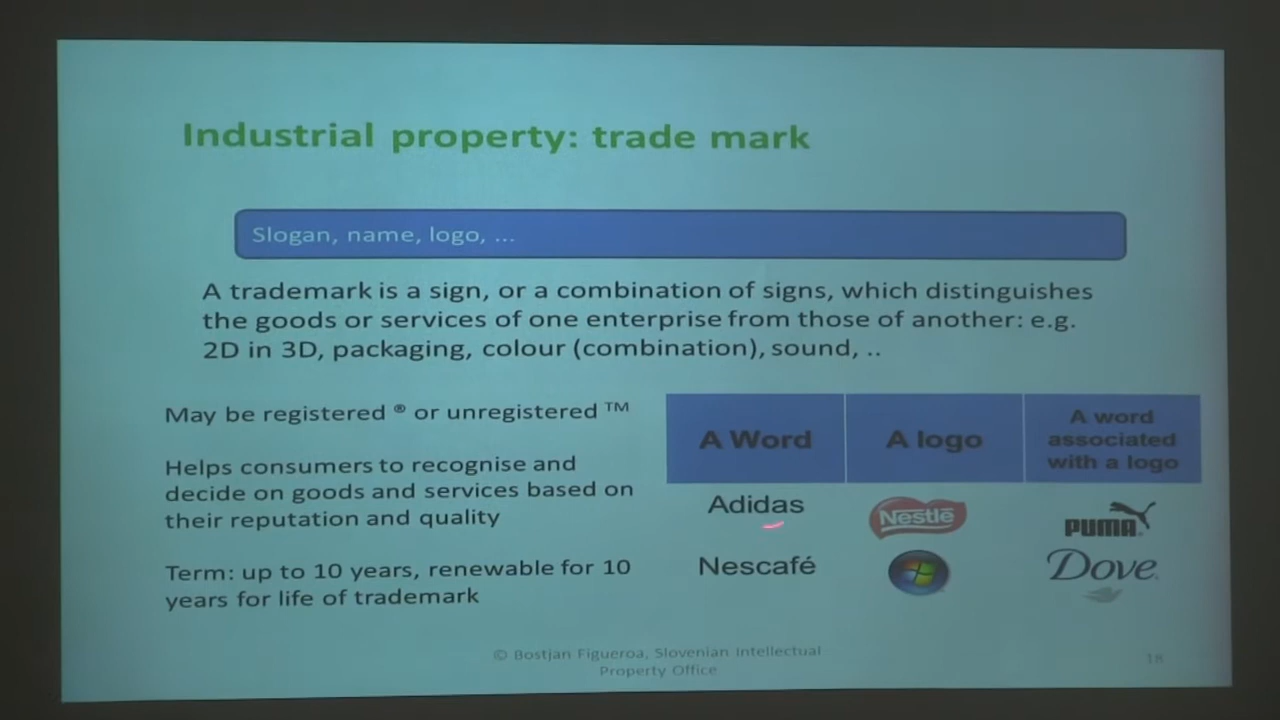 Industrial property: trade mark
Slogan, name, logo, ...
A trademark is a sign, or a combination of signs, which distinguishes
the goods or services of one enterprise from those of another: e.g.
2D in 3D, packaging, colour (combination), sound, ..
May be registered ® or unregistered ™
Helps consumers to recognise and
decide on goods and services based on
their reputation and quality
Term: up to 10 years, renewable for 10
years for life of trademark
A Word
A logo
A word
associated
with a logo
Adidas
Nestlé
PUMA
Nescafé
Dove
© Bostjan Figueroa, Slovenian Intellectual
Property Office
18